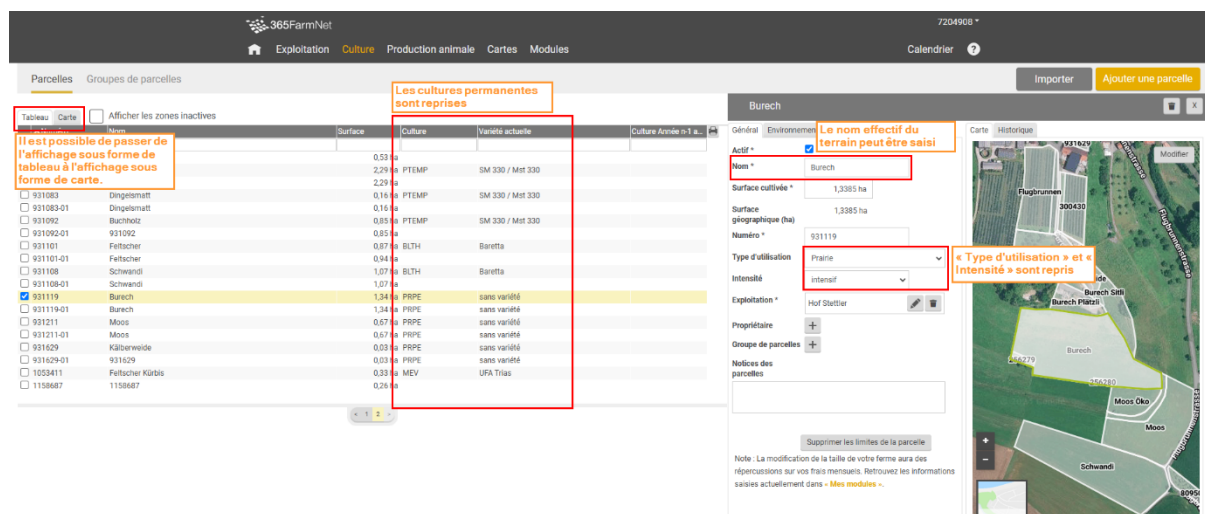 365FarmNet
7204908
Exploitation Culture Production animale Cartes Modules
Calendrier ?
Parcelles Groupes de parcelles
Importer Ajouter une parcelle
Les cultures permanentes
sont reprises
Tableau Carte Afficher les zones inactives
Nom Surface Culture Variété actuelle Culture Année n-1 a...
Il est possible de passer de
l'affichage sous forme de
tableau à l'affichage sous
forme de carte.
0,53 ha
2,29 ha PTEMP SM 330 / Mst 330
2,29 ha
931083 Dingelsmatt 0,16 ha PTEMP SM 330 / Mst 330
931083-01 Dingelsmatt 0,16 ha
931092 Buchholz 0,85 ha PTEMP SM 330 / Mst 330
931092-01 931092 0,85 ha
931101 Feltscher 0,87 ha BLTH Baretta
931101-01 Feltscher 0,94 ha
931108 Schwandi 1,07 ha BLTH Baretta
931108-01 Schwandi 1,07 ha
931119 Burech 1,34 ha PRPE sans variété
931119-01 Burech 1,34 ha PRPE sans variété
931211 Moos 0,67 ha PRPE sans variété
931211-01 Moos 0,67 ha PRPE sans variété
931629 Kälberweide 0,03 ha PRPE sans variété
931629-01 931629 0,03 ha PRPE sans variété
1053411 Feltscher Kürbis 0,33 ha MEV UFA Trias
1158687 1158687 0,26 ha
< 1 2 >
Burech
X
Général Environnement
Le nom effectif du
terrain peut être saisi
Actif *
Nom * Burech
Surface cultivée * 1,3385 ha
Surface
géographique (ha) 1,3385 ha
Numéro * 931119
Type d'utilisation Prairie
Intensité intensif
« Type d'utilisation » et «
Intensité » sont repris
Exploitation * Hof Stettler
Propriétaire +
Groupe de parcelles +
Notices des
parcelles
Supprimer les limites de la parcelle
Note : La modification de la taille de votre ferme aura des
répercussions sur vos frais mensuels. Retrouvez les informations
saisies actuellement dans « Mes modules ».
Carte Historique
931629
Modifier
Flugbrunnen
300430
Flugbrunnenstrasse
Burech Sitli
Burech Plätzli
Burech
256279
256280
Moos Öko
Moos
Schwandi
+
-